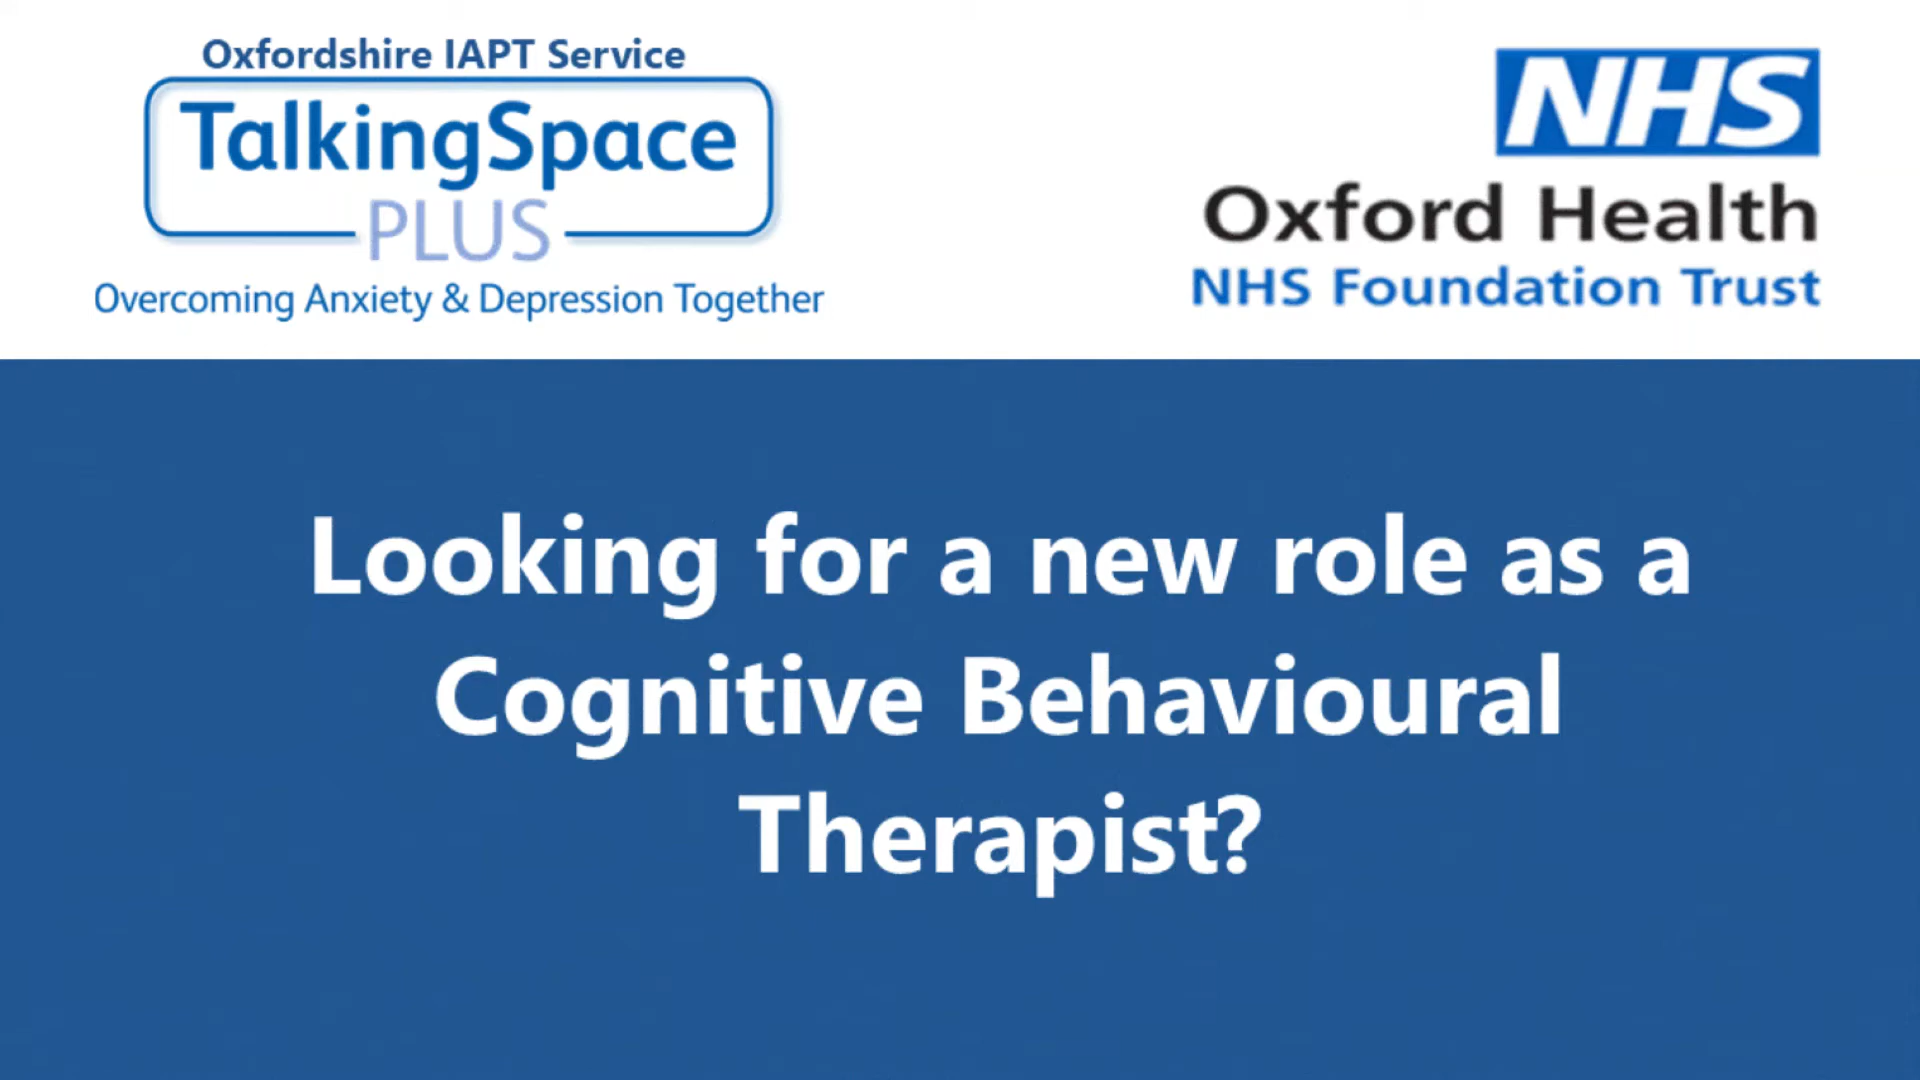 Oxfordshire IAPT Service
TalkingSpace
PLUS
Overcoming Anxiety & Depression Together
NHS
Oxford Health
NHS Foundation Trust
Looking for a new role as a
Cognitive Behavioural
Therapist?